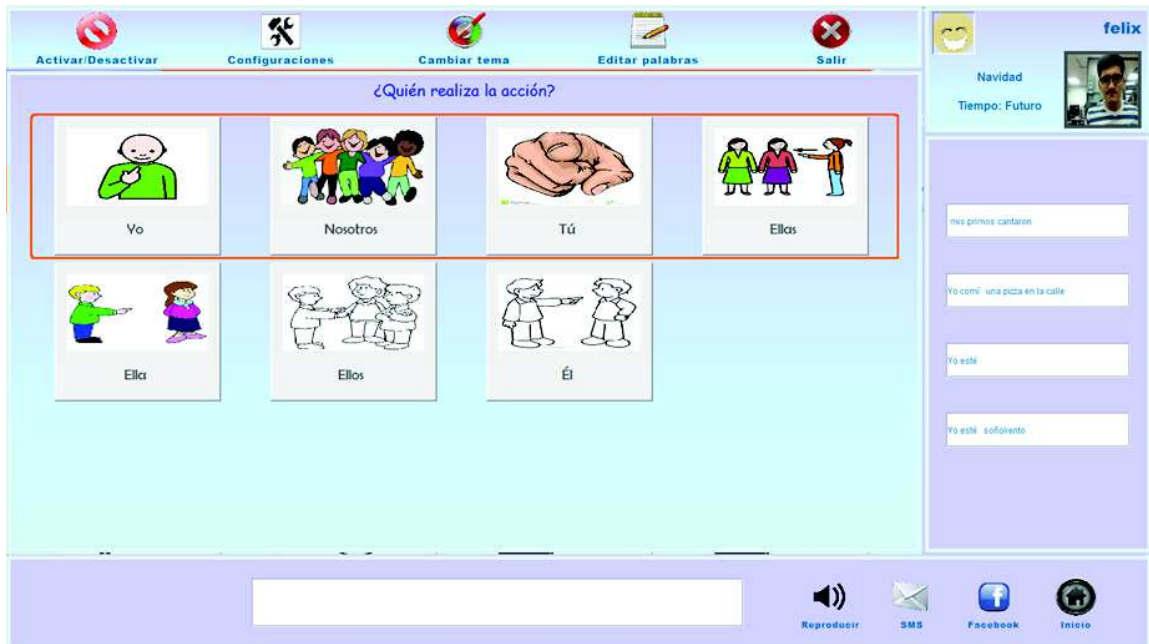 Activar/Desactivar
Configuraciones
Cambiar tema
Editar palabras
Salir
felix
Navidad
Tiempo: Futuro
¿Quién realiza la acción?
Yo
Nosotros
Tú
Ellas
Ella
Ellos
Él
mis primos cantaron
Yo comí una pizza en la calle
Yo esté
Yo esté soñoliento
Reproducir
SMS
Facebook
Inicio